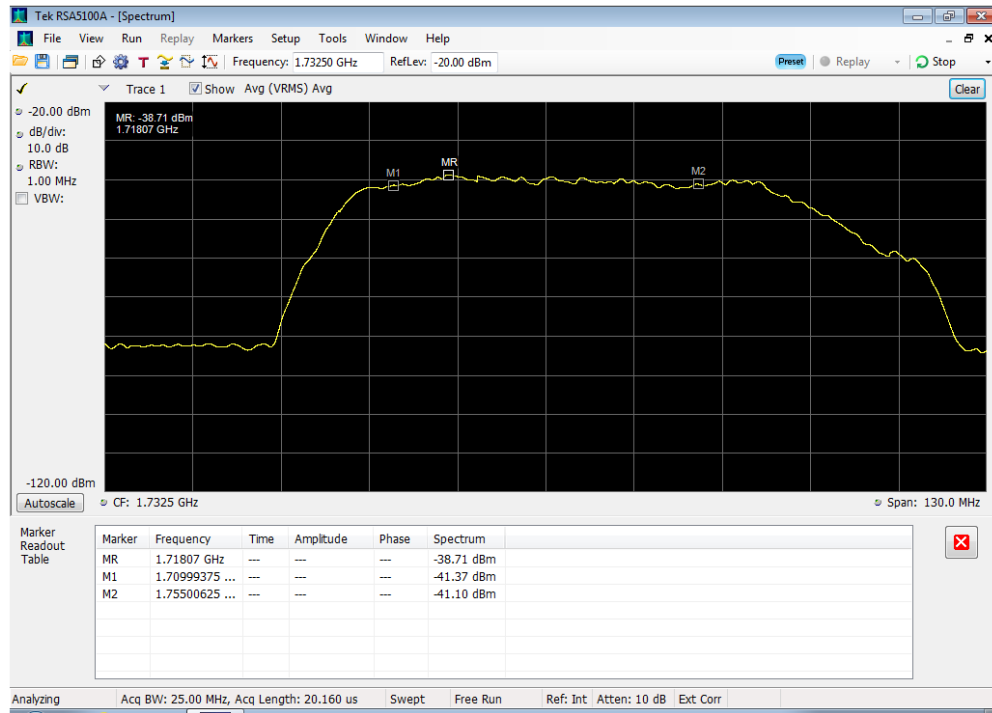 Tek RSA5100A - [Spectrum]
File View Run Replay Markers Setup Tools Window Help
T Frequency: 1.73250 GHz RefLev: -20.00 dBm Preset Replay Stop
Trace 1 Show Avg (VRMS) Avg Clear
-20.00 dBm
dB/div:
10.0 dB
RBW:
1.00 MHz
VBW:
MR: -38.71 dBm
1.71807 GHz
M1 MR M2
-120.00 dBm
Autoscale CF: 1.7325 GHz Span: 130.0 MHz
Marker
Readout
Table
Marker Frequency Time Amplitude Phase Spectrum
MR 1.71807 GHz --- --- --- -38.71 dBm
M1 1.70999375 ... --- --- --- -41.37 dBm
M2 1.75500625 ... --- --- --- -41.10 dBm
Analyzing Acq BW: 25.00 MHz, Acq Length: 20.160 us Swept Free Run Ref: Int Atten: 10 dB Ext Corr